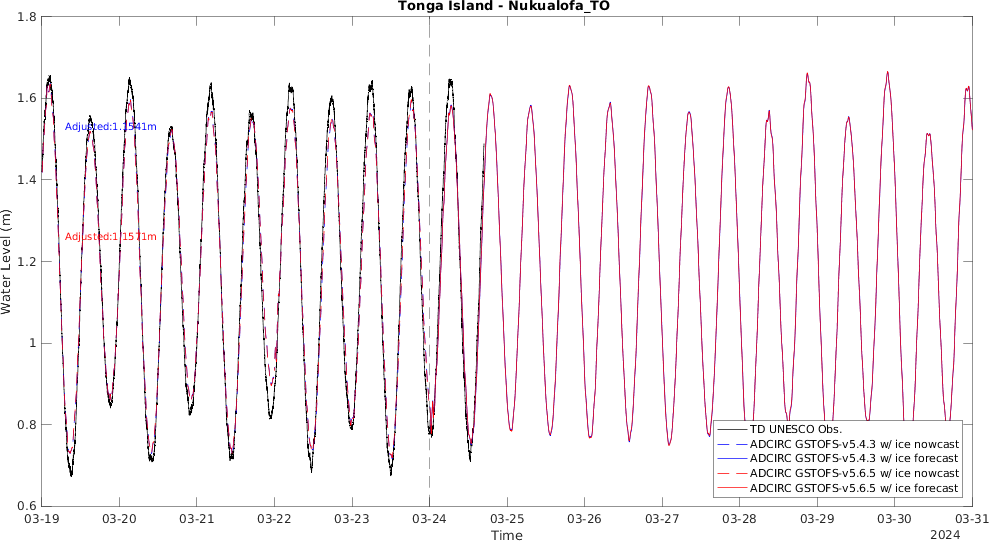 Tonga Island - Nukualofa_TO
1.8
1.6
1.4
1.2
1
0.8
0.6
Water Level (m)
Adjusted:1.1541m
Adjusted:1.1571m
TD UNESCO Obs.
ADCIRC GSTOFS-v5.4.3 w/ ice nowcast
ADCIRC GSTOFS-v5.4.3 w/ ice forecast
ADCIRC GSTOFS-v5.6.5 w/ ice nowcast
ADCIRC GSTOFS-v5.6.5 w/ ice forecast
03-19 03-20 03-21 03-22 03-23 03-24 03-25 03-26 03-27 03-28 03-29 03-30 03-31
Time
2024